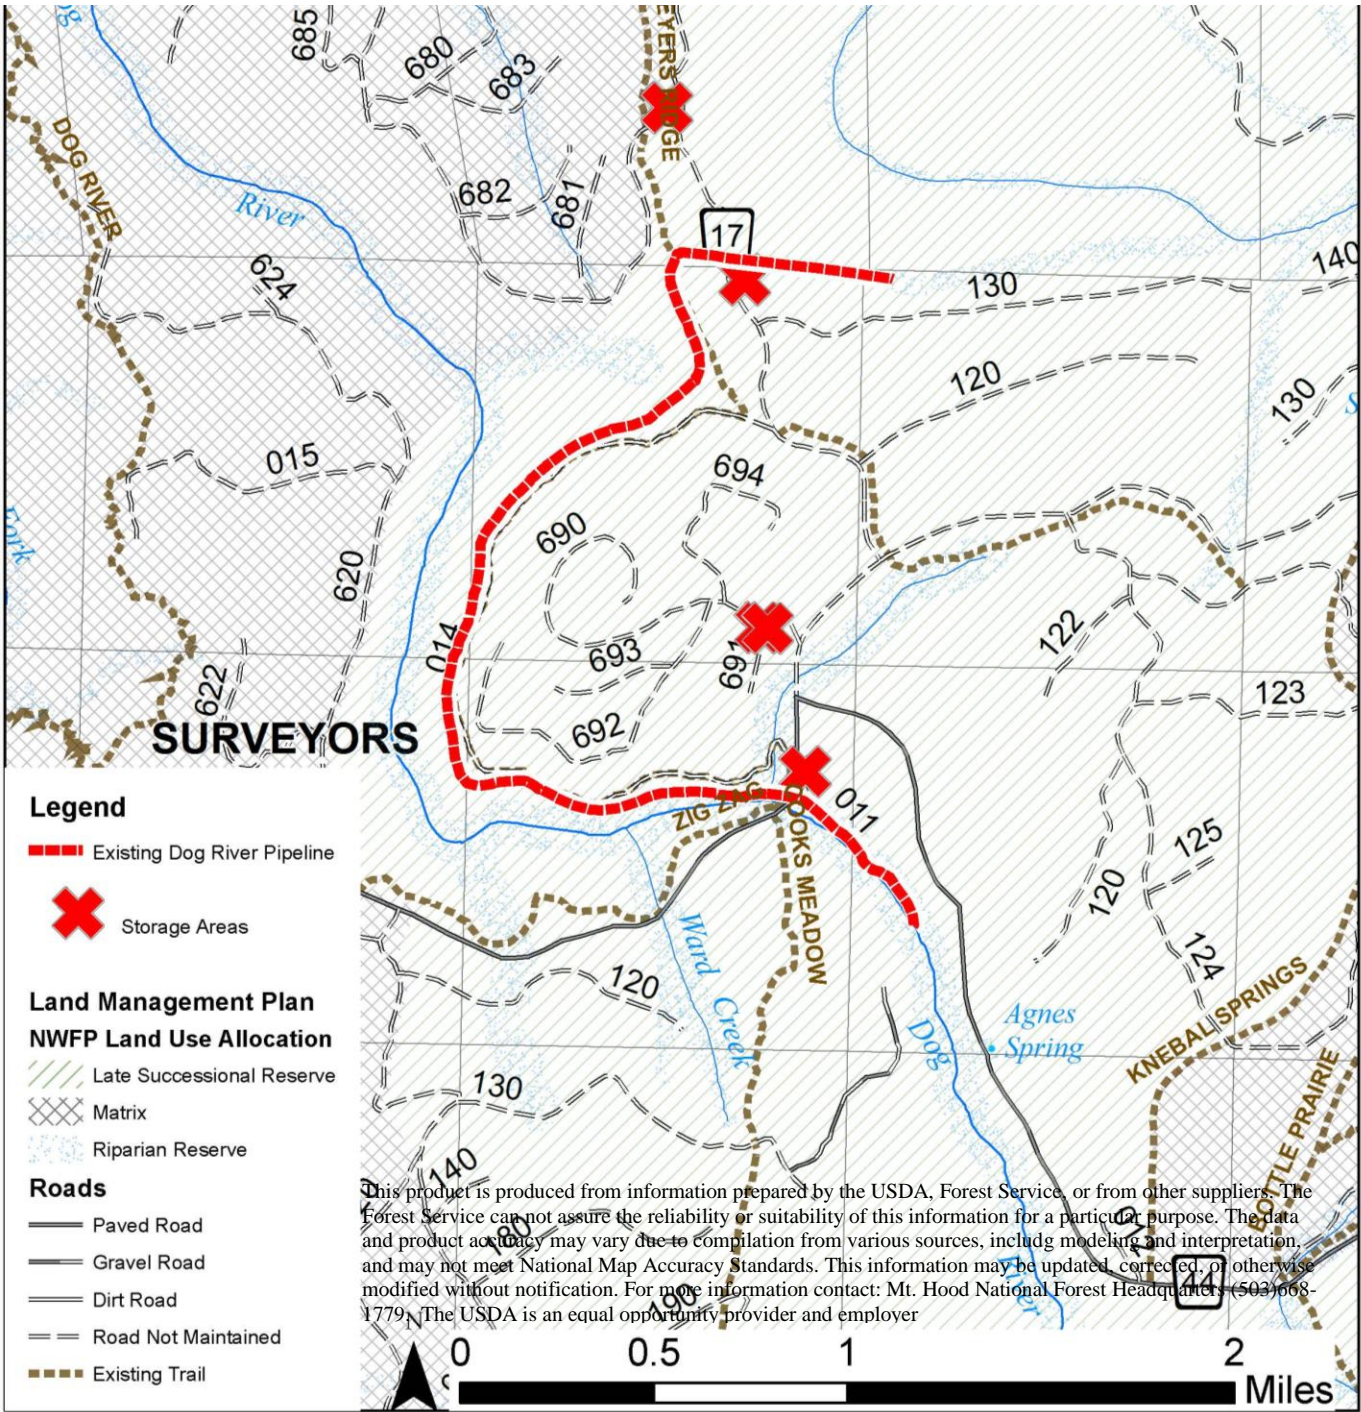 685
680
683
EYERS RIDGE
DOG RIVER
River
682
681
17
624
130
140
120
130
015
694
690
620
Fork
014
693
691
122
622
692
123
SURVEYORS
ZIG ZAG
COOKS MEADOW
011
125
120
124
Ward Creek
120
Agnes
Spring
Dog
KNEBAL SPRINGS
130
BOTTLE PRAIRIE
140
180
190
River
44
Legend
Existing Dog River Pipeline
Storage Areas
Land Management Plan
NWFP Land Use Allocation
Late Successional Reserve
Matrix
Riparian Reserve
Roads
Paved Road
Gravel Road
Dirt Road
Road Not Maintained
Existing Trail
This product is produced from information prepared by the USDA, Forest Service, or from other suppliers. The
Forest Service can not assure the reliability or suitability of this information for a particular purpose. The data
and product accuracy may vary due to compilation from various sources, includg modeling and interpretation,
and may not meet National Map Accuracy Standards. This information may be updated, corrected, or otherwise
modified without notification. For more information contact: Mt. Hood National Forest Headquarters (503)668-
1779. The USDA is an equal opportunity provider and employer
N
0 0.5 1 2
Miles